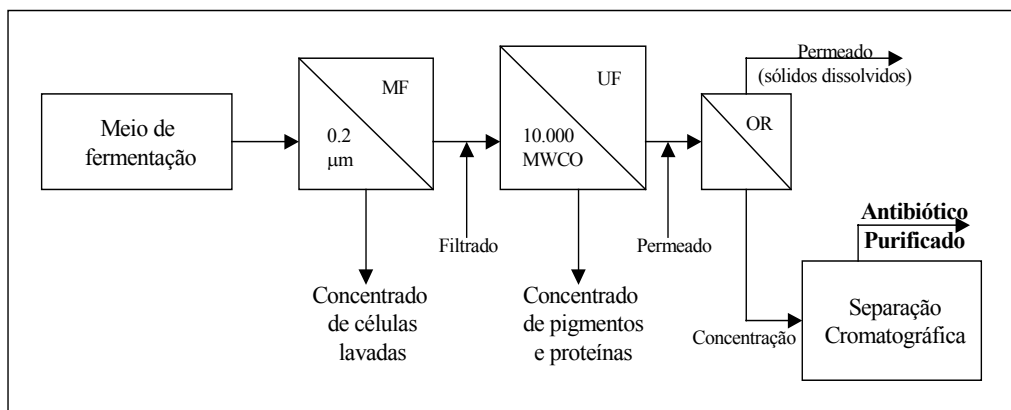 Meio de
fermentação
MF
0.2
μm
Filtrado
Concentrado
de células
lavadas
UF
10.000
MWCO
Permeado
Concentrado
de pigmentos
e proteínas
OR
Permeado
(sólidos dissolvidos)
Concentração
Antibiótico
Purificado
Separação
Cromatográfica